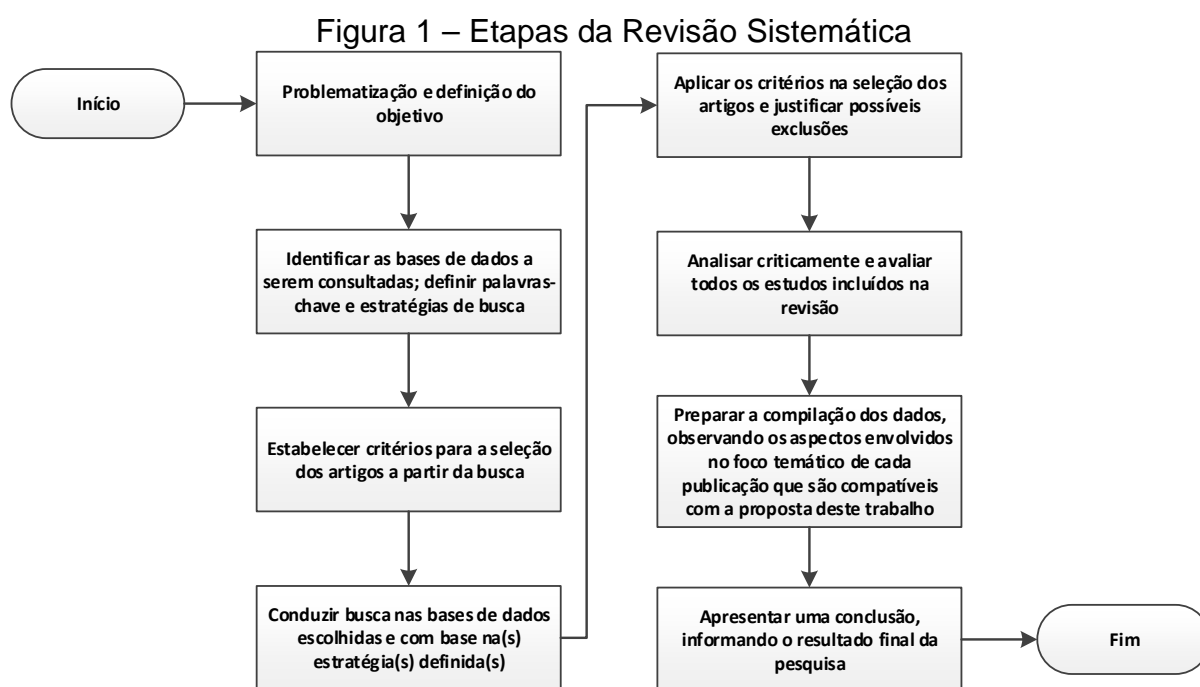 Figura 1 – Etapas da Revisão Sistemática
Início
Problematização e definição do
objetivo
Identificar as bases de dados a
serem consultadas; definir palavras-
chave e estratégias de busca
Estabelecer critérios para a seleção
dos artigos a partir da busca
Conduzir busca nas bases de dados
escolhidas e com base na(s)
estratégia(s) definida(s)
Aplicar os critérios na seleção dos
artigos e justificar possíveis
exclusões
Analisar criticamente e avaliar
todos os estudos incluídos na
revisão
Preparar a compilação dos dados,
observando os aspectos envolvidos
no foco temático de cada
publicação que são compatíveis
com a proposta deste trabalho
Apresentar uma conclusão,
informando o resultado final da
pesquisa
Fim